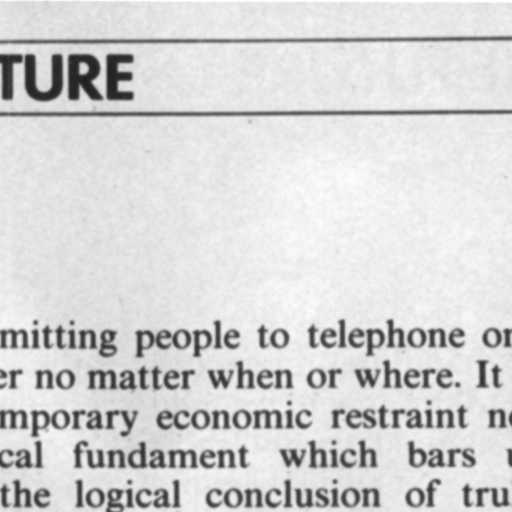 TURE
mitting people to telephone on
er no matter when or where. It
mporary economic restraint n
cal fundament which bars
the logical conclusion of tru